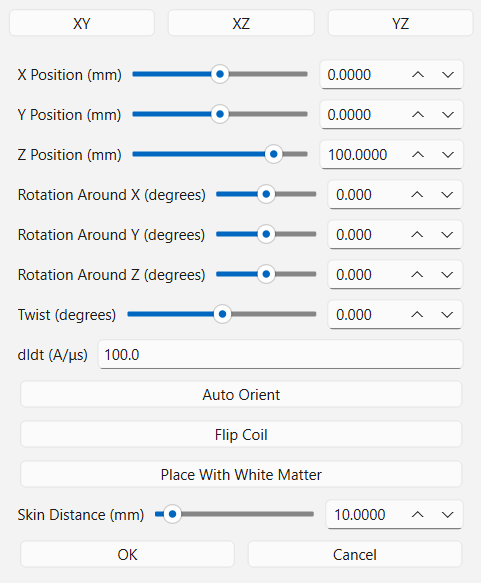 XY XZ YZ
X Position (mm) 0.0000
Y Position (mm) 0.0000
Z Position (mm) 100.0000
Rotation Around X (degrees) 0.000
Rotation Around Y (degrees) 0.000
Rotation Around Z (degrees) 0.000
Twist (degrees) 0.000
dIdt (A/µs) 100.0
Auto Orient
Flip Coil
Place With White Matter
Skin Distance (mm) 10.0000
OK Cancel